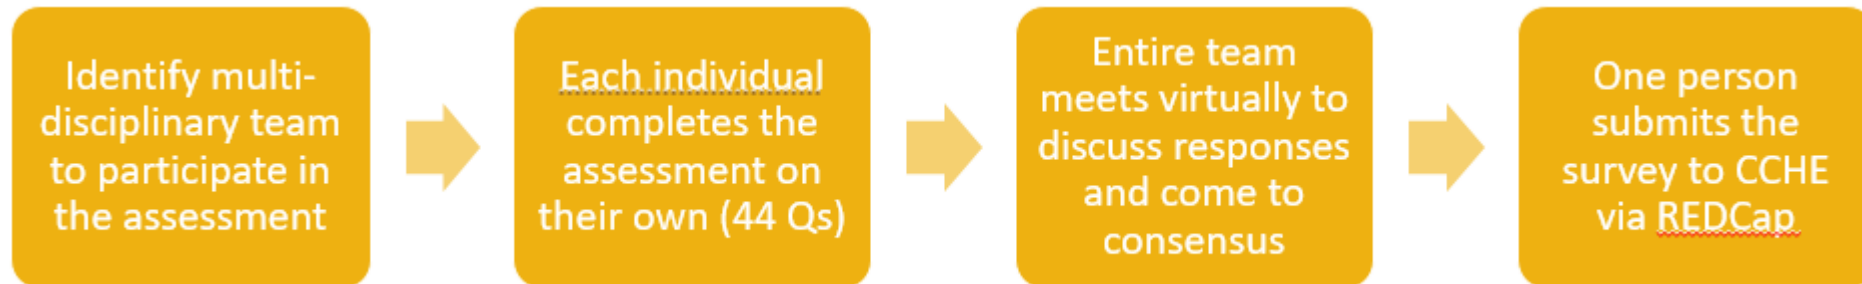 Identify multi-
disciplinary team
to participate in
the assessment
Each individual
completes the
assessment on
their own (44 Qs)
Entire team
meets virtually to
discuss responses
and come to
consensus
One person
submits the
survey to CCHE
via REDCap